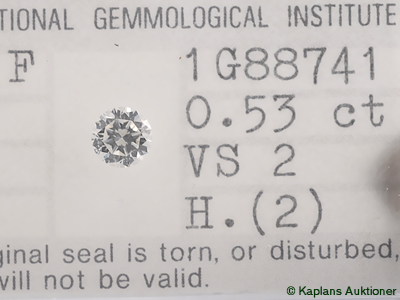 TIONAL GEMMOLOGICAL INSTITUTE
F 1G88741
0.53 ct
VS 2
H.(2)
ginal seal is torn, or disturbed,
will not be valid.
© Kaplans Auktioner